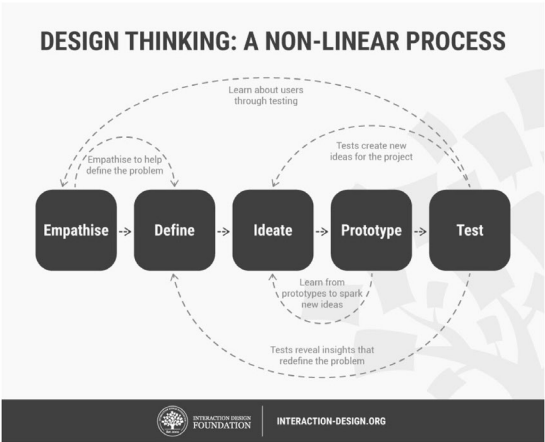 DESIGN THINKING: A NON-LINEAR PROCESS
Learn about users
through testing
Empathise to help
define the problem
Tests create new
ideas for the project
Empathise
Define
Ideate
Prototype
Test
Learn from
prototypes to spark
new ideas
Tests reveal insights that
redefine the problem
INTERACTION DESIGN
FOUNDATION
INTERACTION-DESIGN.ORG